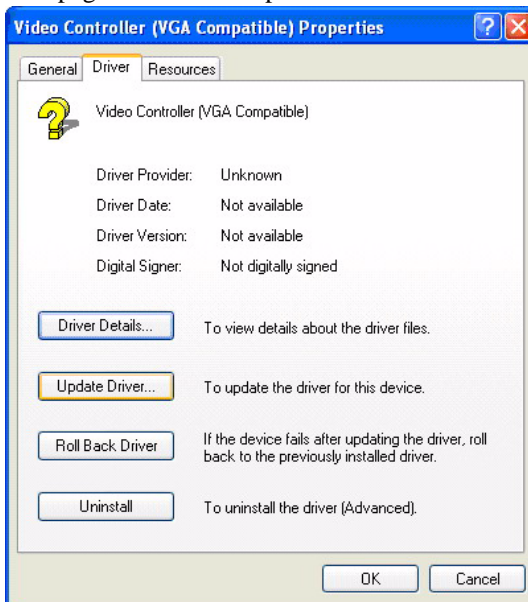 Video Controller (VGA Compatible) Properties
General Driver Resources
Video Controller (VGA Compatible)
Driver Provider: Unknown
Driver Date: Not available
Driver Version: Not available
Digital Signer: Not digitally signed
Driver Details... To view details about the driver files.
Update Driver... To update the driver for this device.
Roll Back Driver If the device fails after updating the driver, roll
back to the previously installed driver.
Uninstall To uninstall the driver (Advanced).
OK Cancel